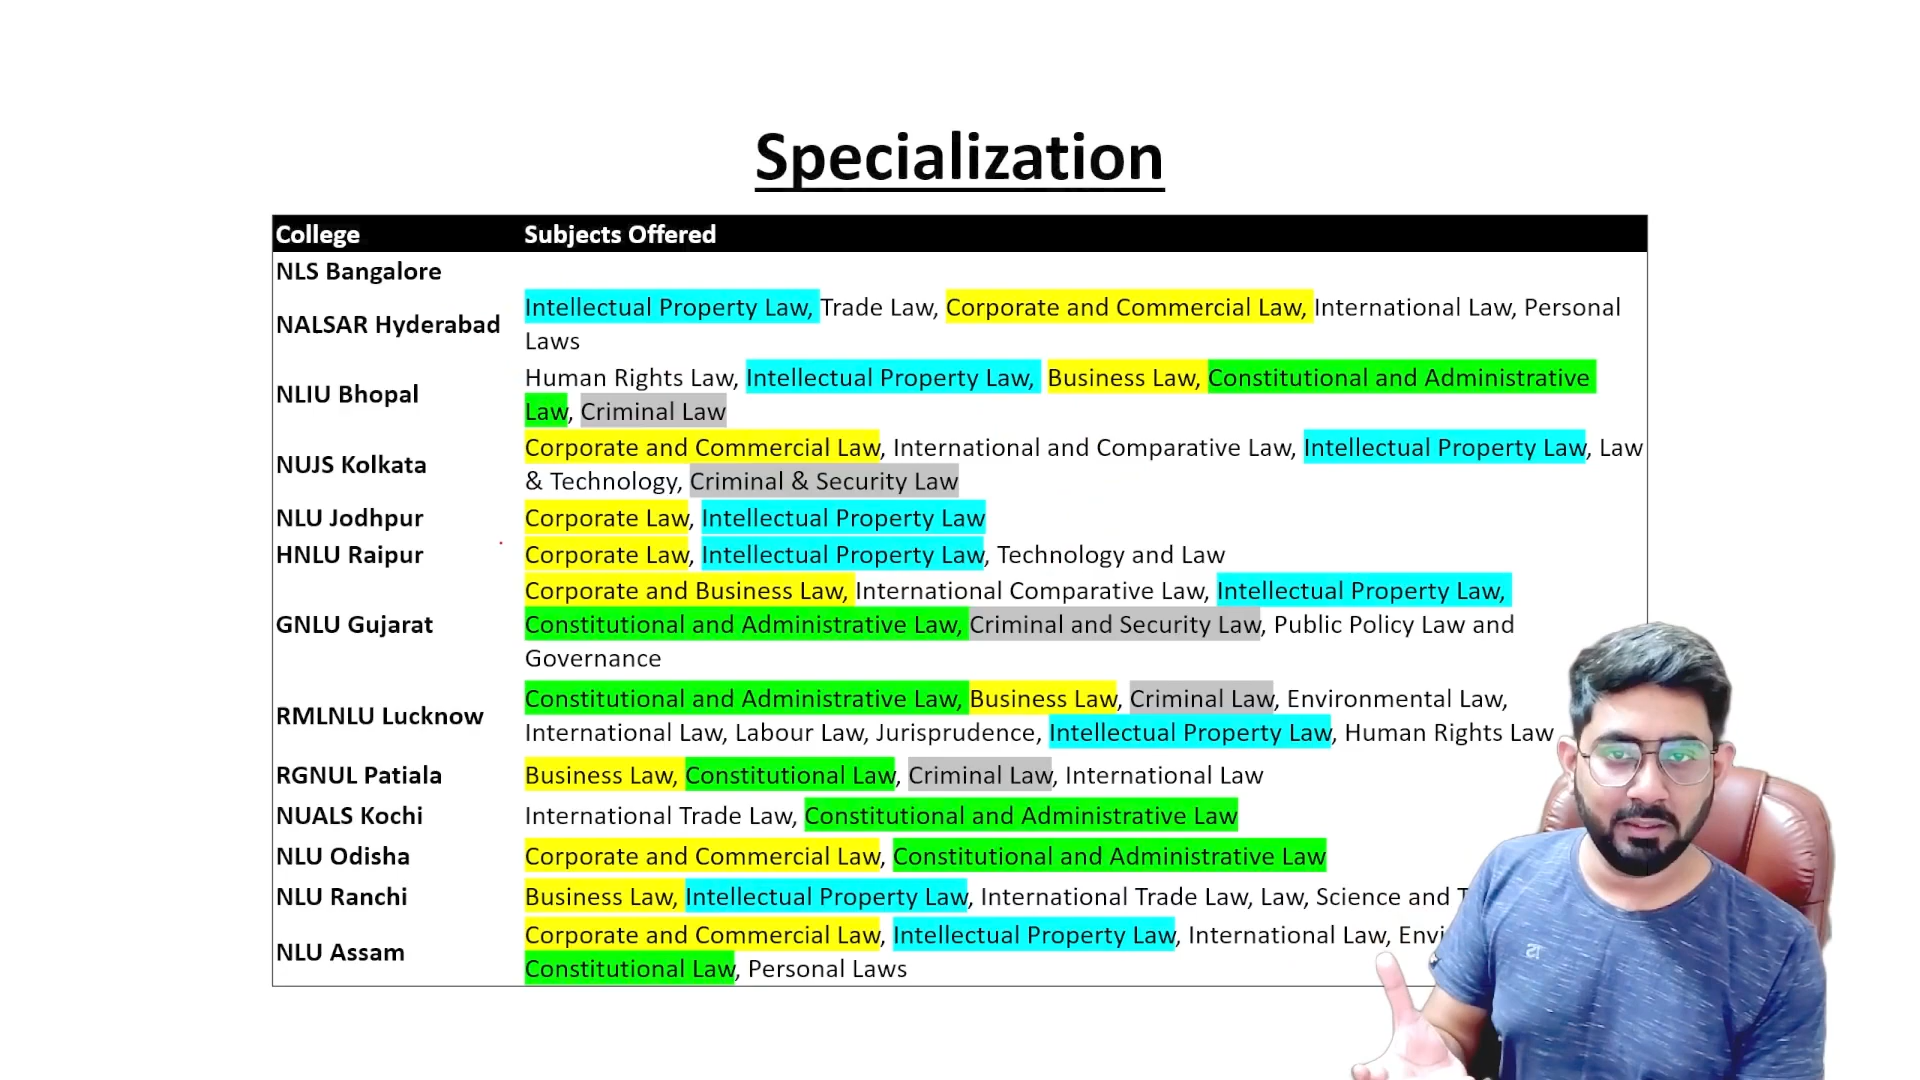 Specialization
College Subjects Offered
NLS Bangalore
NALSAR Hyderabad Intellectual Property Law, Trade Law, Corporate and Commercial Law, International Law, Personal
Laws
NLIU Bhopal Human Rights Law, Intellectual Property Law, Business Law, Constitutional and Administrative
Law, Criminal Law
NUJS Kolkata Corporate and Commercial Law, International and Comparative Law, Intellectual Property Law, Law
& Technology, Criminal & Security Law
NLU Jodhpur Corporate Law, Intellectual Property Law
HNLU Raipur Corporate Law, Intellectual Property Law, Technology and Law
GNLU Gujarat Corporate and Business Law, International Comparative Law, Intellectual Property Law,
Constitutional and Administrative Law, Criminal and Security Law, Public Policy Law and
Governance
RMLNLU Lucknow Constitutional and Administrative Law, Business Law, Criminal Law, Environmental Law,
International Law, Labour Law, Jurisprudence, Intellectual Property Law, Human Rights Law
RGNUL Patiala Business Law, Constitutional Law, Criminal Law, International Law
NUALS Kochi International Trade Law, Constitutional and Administrative Law
NLU Odisha Corporate and Commercial Law, Constitutional and Administrative Law
NLU Ranchi Business Law, Intellectual Property Law, International Trade Law, Law, Science and
NLU Assam Corporate and Commercial Law, Intellectual Property Law, International Law,
Constitutional Law, Personal Laws